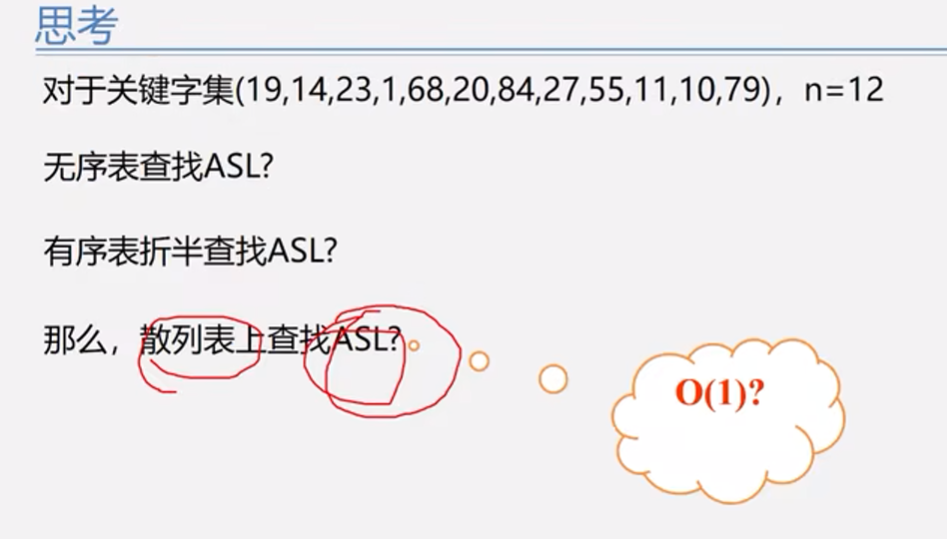 思考
对于关键字集(19,14,23,1,68,20,84,27,55,11,10,79)，n=12
无序表查找ASL?
有序表折半查找ASL?
那么，散列表上查找ASL?
O(1)?